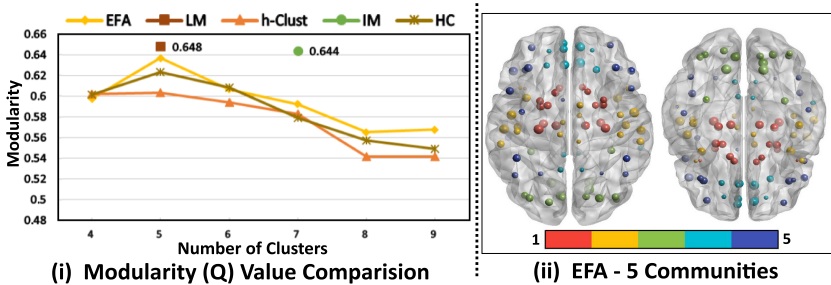 EFA LM h-Clust IM HC
0.66
0.64
0.62
0.6
0.58
0.56
0.54
0.52
0.5
0.48
Modularity
0.648
0.644
4 5 6 7 8 9
Number of Clusters
(i) Modularity (Q) Value Comparision
1 5
(ii) EFA - 5 Communities